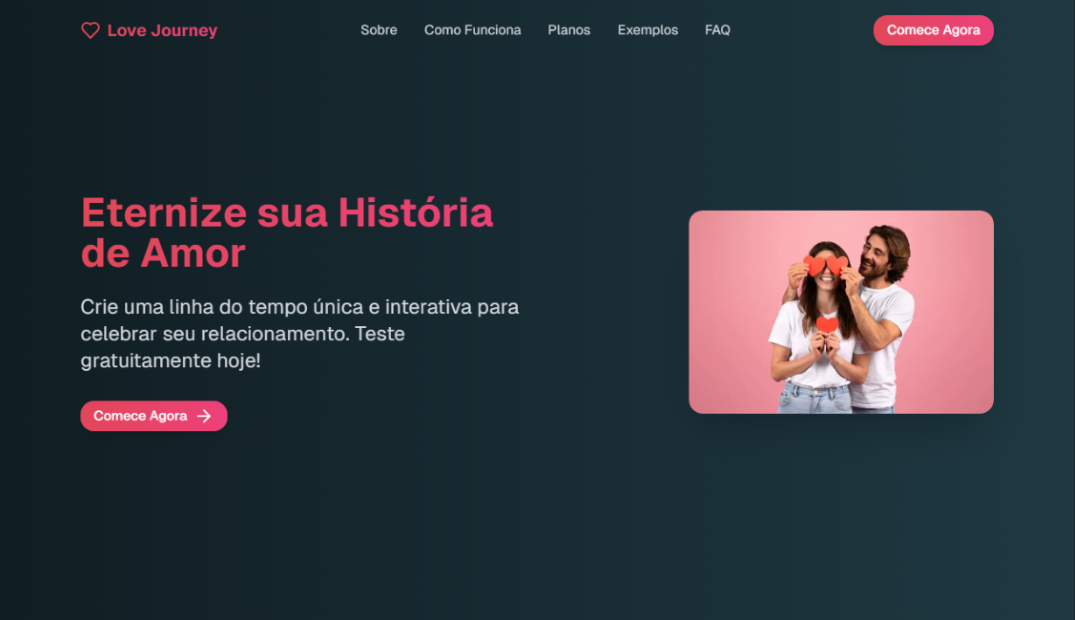 Love Journey
Sobre
Como Funciona
Planos
Exemplos
FAQ
Comece Agora
Eternize sua História
de Amor
Crie uma linha do tempo única e interativa para
celebrar seu relacionamento. Teste
gratuitamente hoje!
Comece Agora